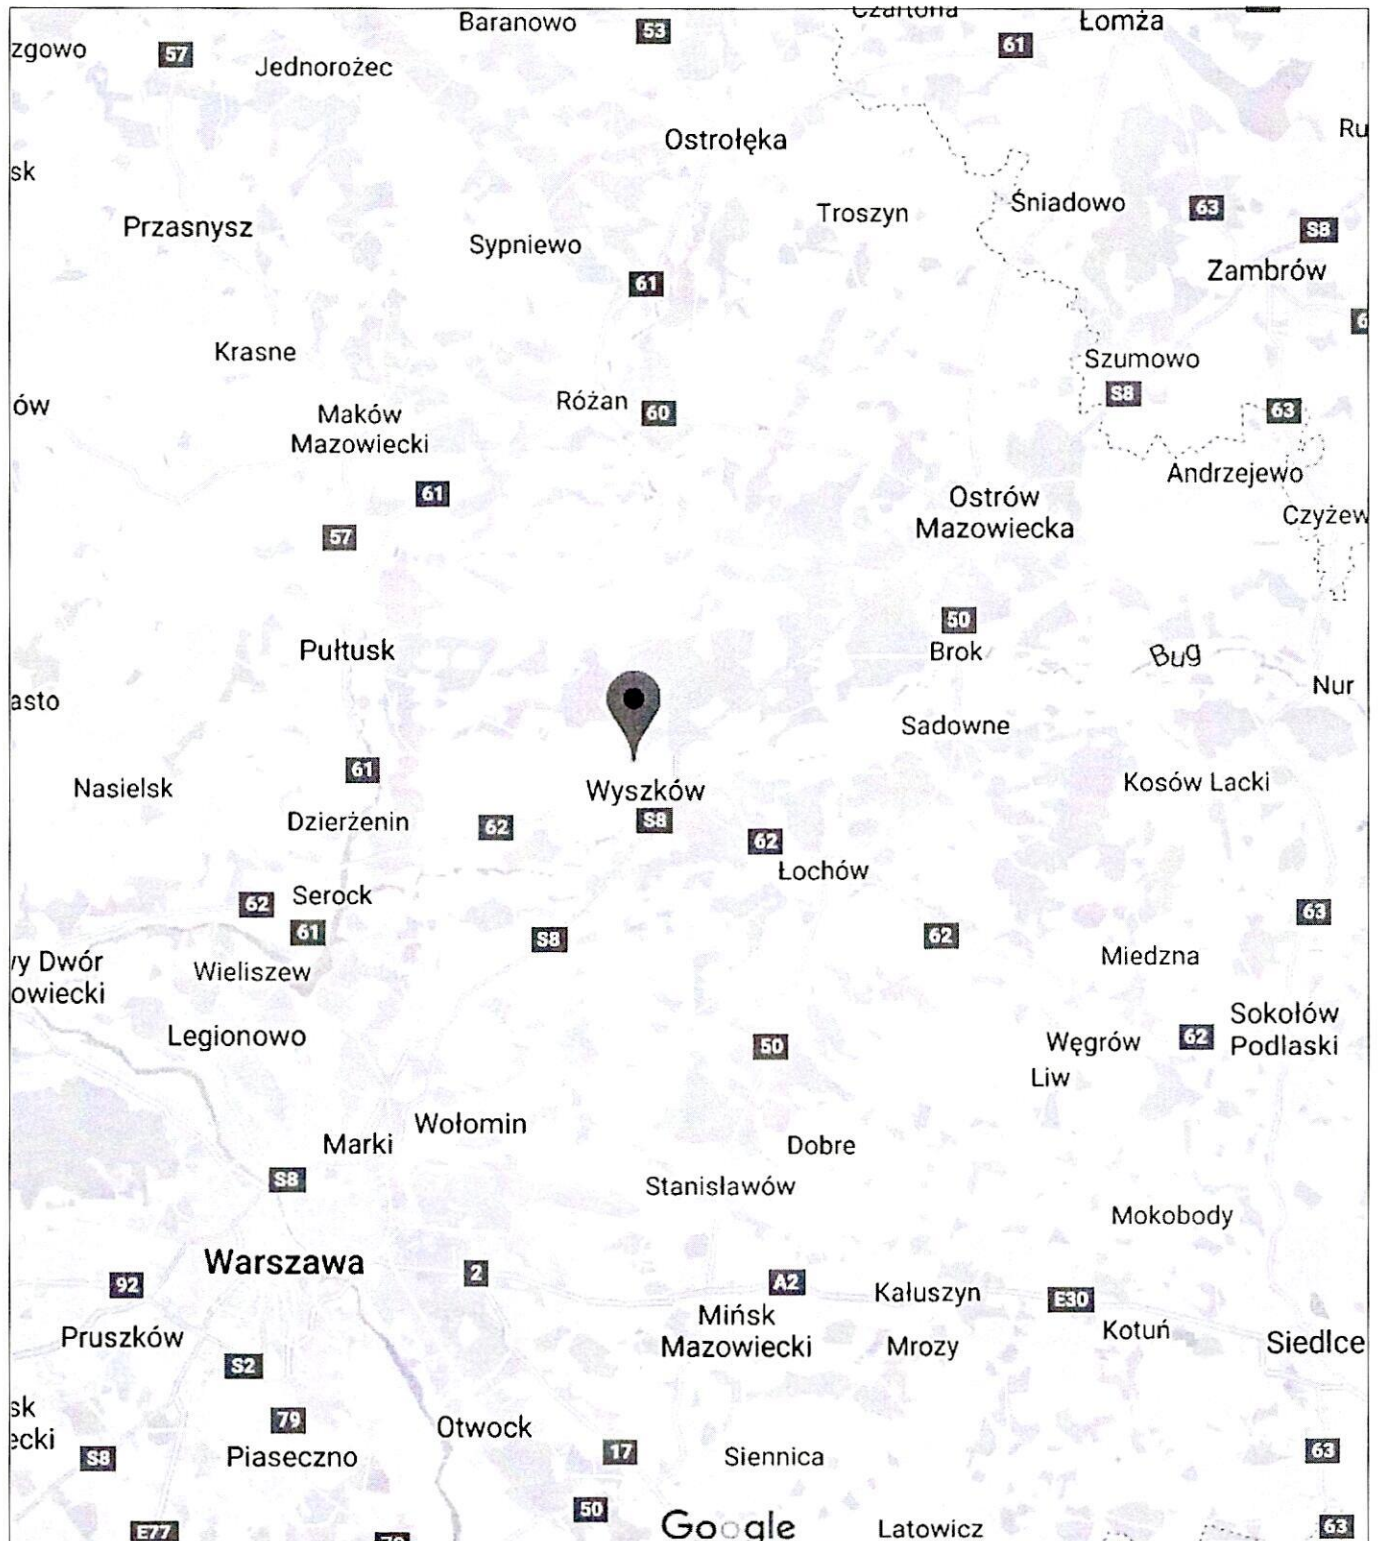 Baranowo
53
Czartoria
Łomża
61
zgowo
57
Jednorożec
Ostrołęka
Ru
sk
Przasnysz
Sypniewo
Troszyn
Śniadowo
63
S8
Zambrów
61
6
Krasne
Szumowo
S8
ów
Maków
Mazowiecki
Różan
60
63
61
Andrzejewo
57
Ostrów
Mazowiecka
Czyżew
50
Pułtusk
Brok
Bug
Nur
asto
Sadowne
61
Nasielsk
Wyszków
Kosów Lacki
Dzierżenin
62
S8
62
Łochów
62
Serock
63
61
S8
62
Miedzna
wy Dwór
owiecki
Wieliszew
Legionowo
50
Węgrów
62
Sokołów
Podlaski
Liw
Wołomin
Marki
Dobre
S8
Stanisławów
Mokobody
Warszawa
2
A2
92
Kałuszyn
E30
Pruszków
Mińsk
Mazowiecki
Mrozy
Kotuń
Siedlce
S2
sk
ecki
79
Otwock
S8
Piaseczno
17
Siennica
63
50
E77
79
Google
Latowicz
63